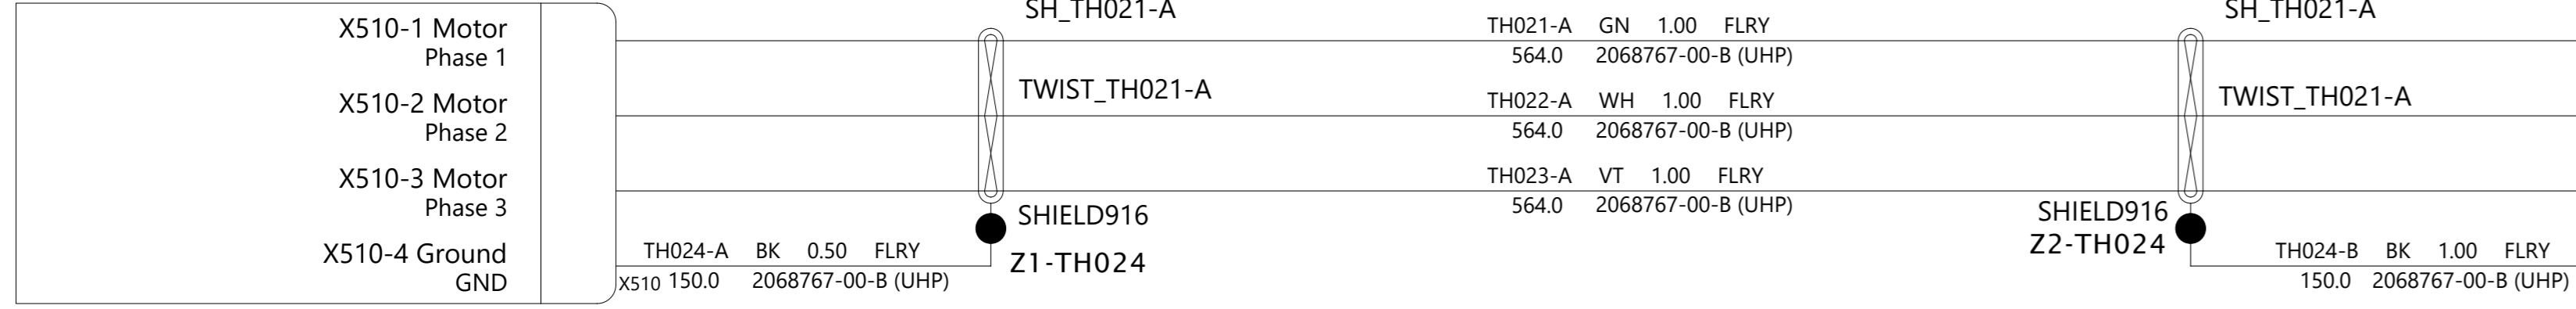 SH_TH021-A
SH_TH021-A
X510-1 Motor
Phase 1
TH021-A GN 1.00 FLRY
564.0 2068767-00-B (UHP)
TWIST_TH021-A
TWIST_TH021-A
X510-2 Motor
Phase 2
TH022-A WH 1.00 FLRY
564.0 2068767-00-B (UHP)
X510-3 Motor
Phase 3
TH023-A VT 1.00 FLRY
564.0 2068767-00-B (UHP)
SHIELD916
Z1-TH024
SHIELD916
Z2-TH024
X510-4 Ground
GND
TH024-A BK 0.50 FLRY
X510 150.0 2068767-00-B (UHP)
TH024-B BK 1.00 FLRY
150.0 2068767-00-B (UHP)